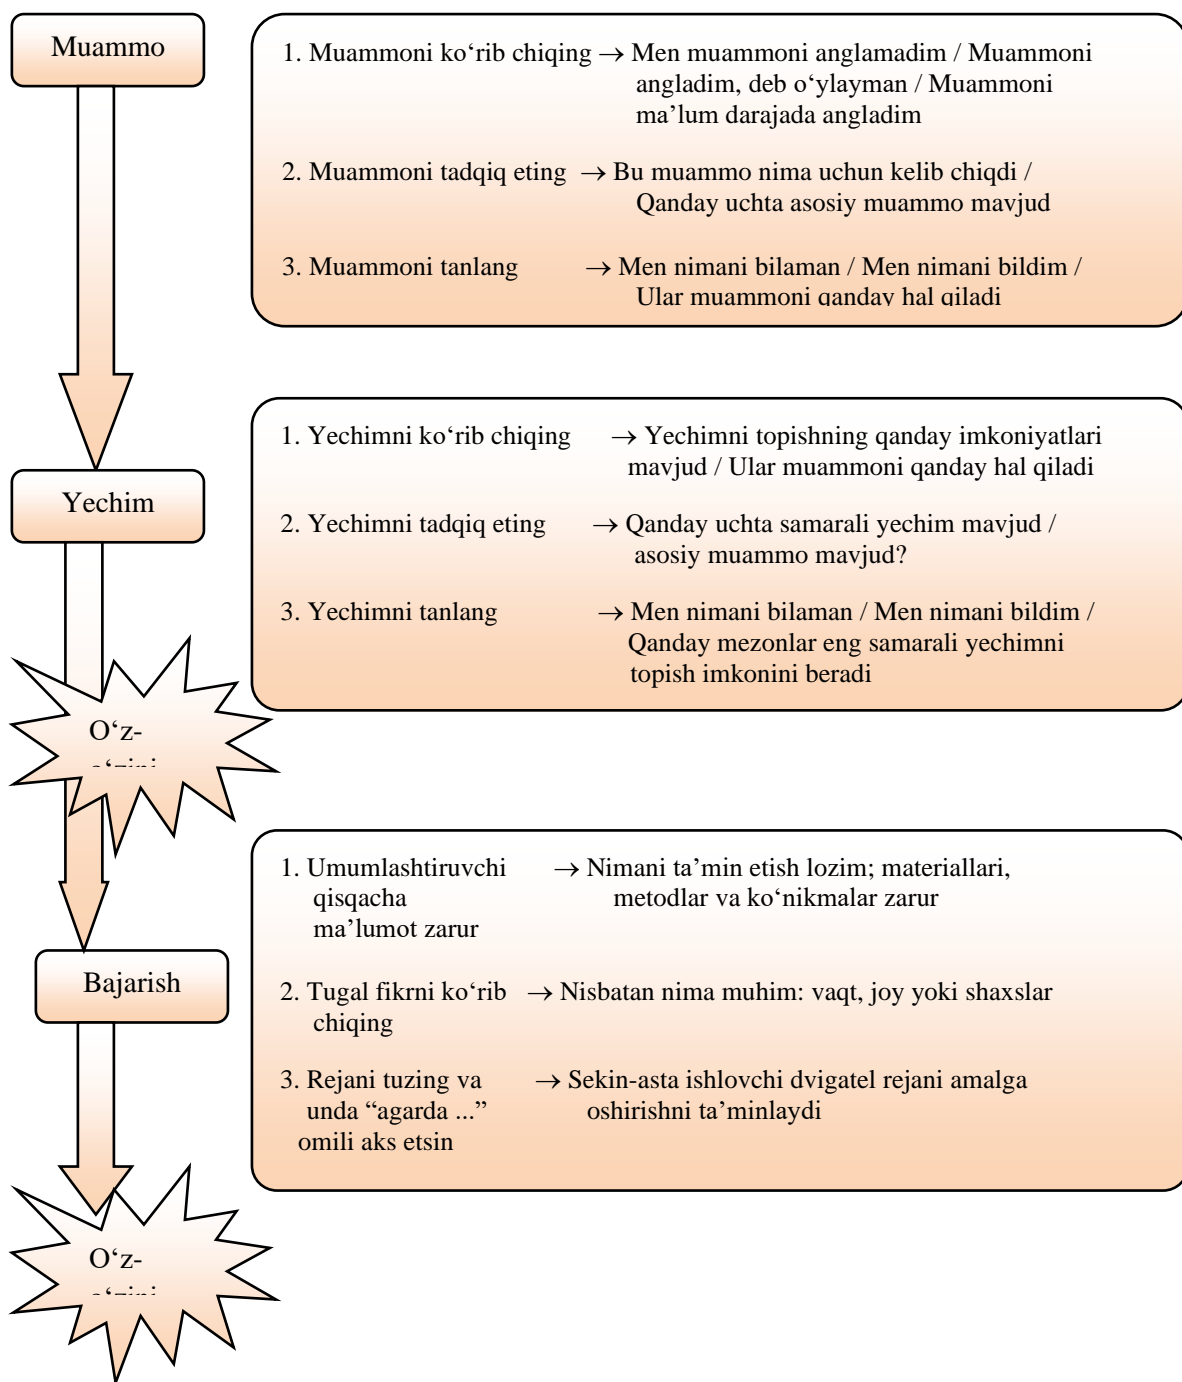 Muammo
1. Muammoni ko‘rib chiqing → Men muammoni anglamadim / Muammoni
angladim, deb o‘ylayman / Muammoni
ma’lum darajada angladim
2. Muammoni tadqiq eting → Bu muammo nima uchun kelib chiqdi /
Qanday uchta asosiy muammo mavjud
3. Muammoni tanlang → Men nimani bilaman / Men nimani bildim /
Ular muammoni qanday hal qiladi
Yechim
1. Yechimni ko‘rib chiqing → Yechimni topishning qanday imkoniyatlari
mavjud / Ular muammoni qanday hal qiladi
2. Yechimni tadqiq eting → Qanday uchta samarali yechim mavjud /
asosiy muammo mavjud?
3. Yechimni tanlang → Men nimani bilaman / Men nimani bildim /
Qanday mezonlar eng samarali yechimni
topish imkonini beradi
O‘z-
o‘zini
Bajarish
1. Umumlashtiruvchi → Nimani ta’min etish lozim; materiallari,
qisqacha metodlar va ko‘nikmalar zarur
ma’lumot zarur
2. Tugal fikrni ko‘rib → Nisbatan nima muhim: vaqt, joy yoki shaxslar
chiqing
3. Rejani tuzing va → Sekin-asta ishlovchi dvigatel rejani amalga
unda “agarda ...” oshirishni ta’minlaydi
omili aks etsin
O‘z-
o‘zini